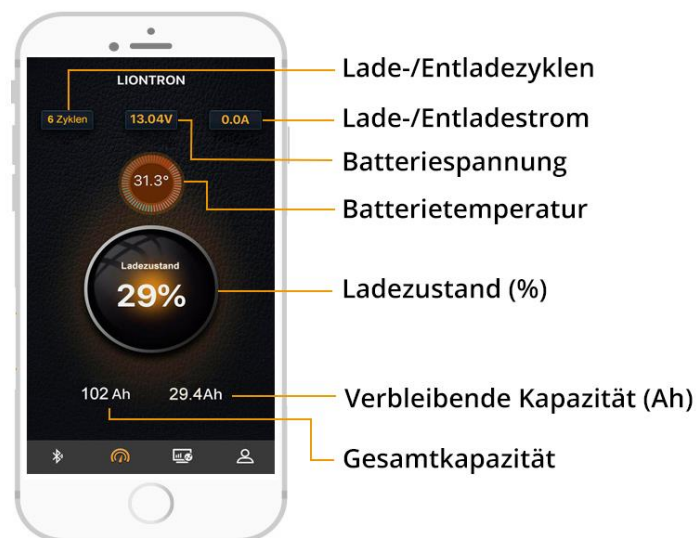 LIONTRON
6 Zyklen
13.04V
0.0A
31.3°
Ladezustand
29%
102 Ah
29.4Ah
Lade-/Entladezyklen
Lade-/Entladestrom
Batteriespannung
Batterietemperatur
Ladezustand (%)
Verbleibende Kapazität (Ah)
Gesamtkapazität